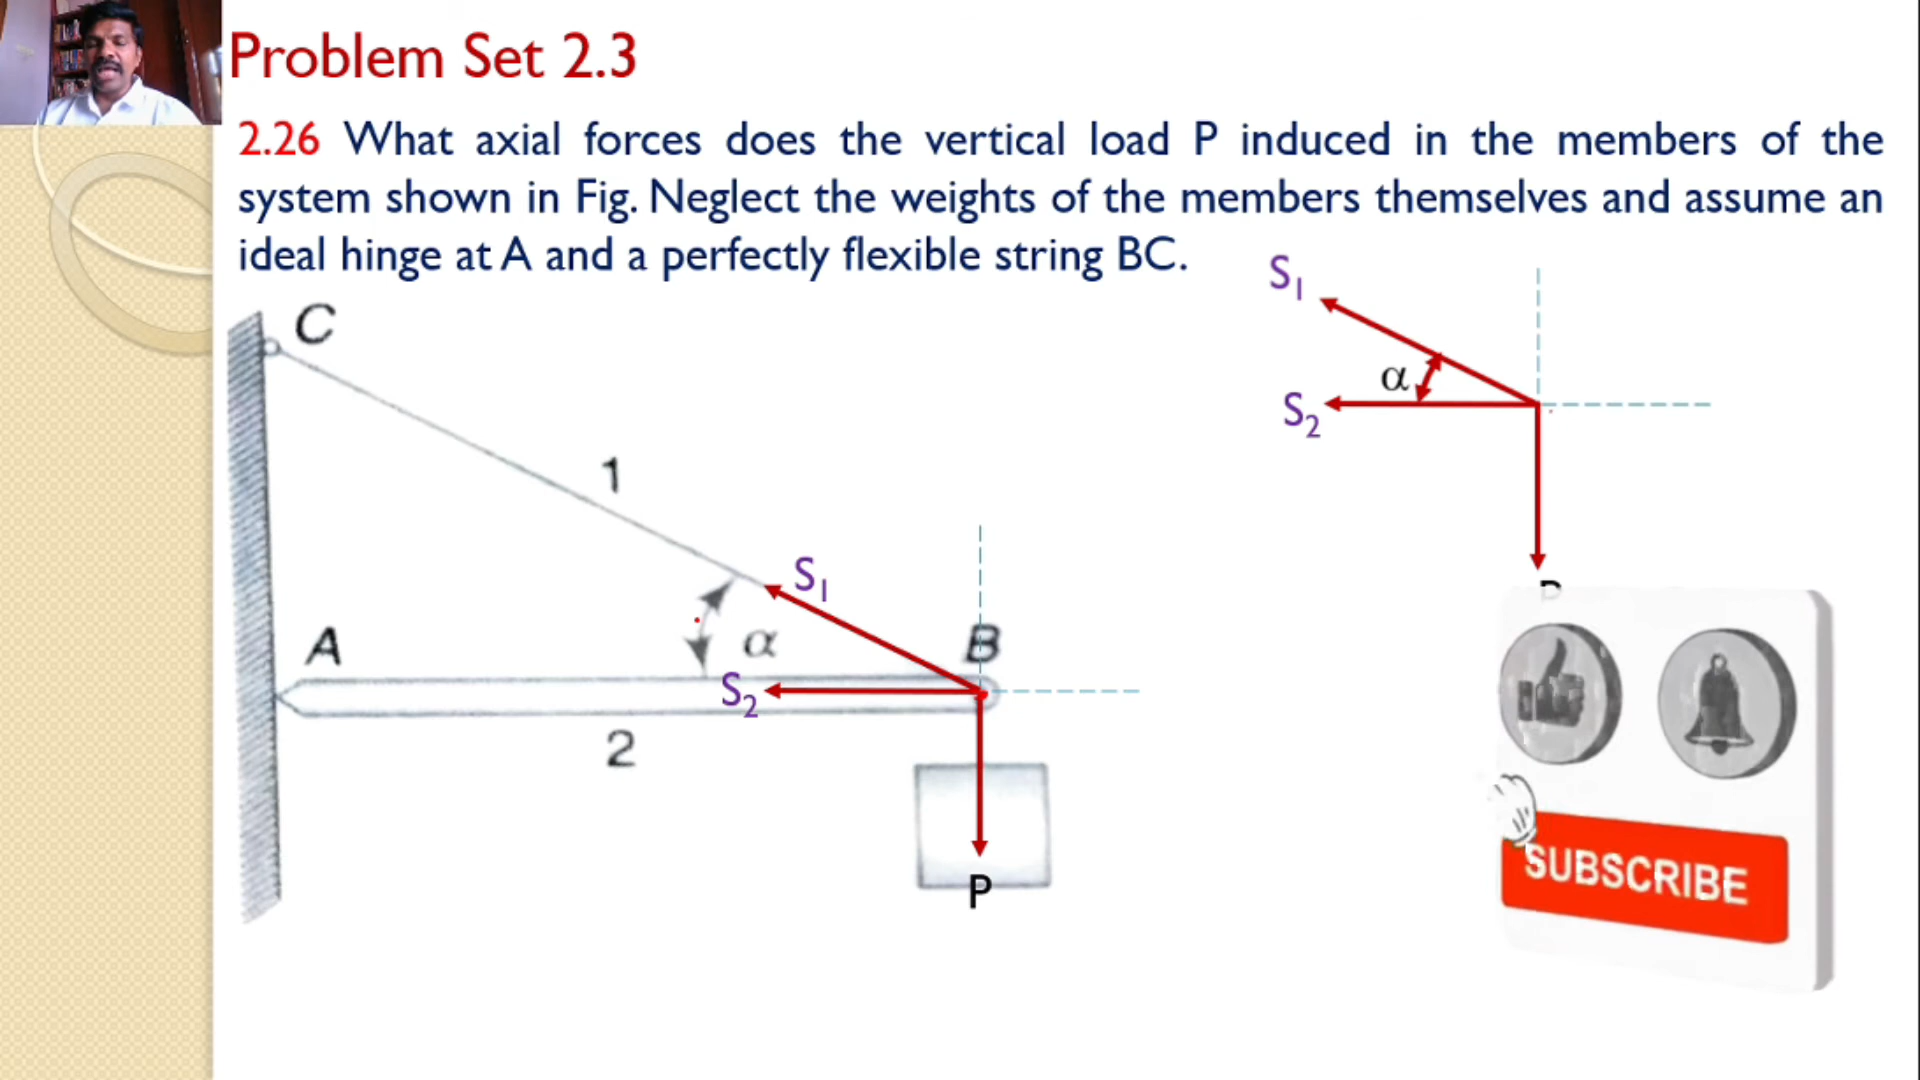 Problem Set 2.3
2.26 What axial forces does the vertical load P induced in the members of the
system shown in Fig. Neglect the weights of the members themselves and assume an
ideal hinge at A and a perfectly flexible string BC.
S1
α
S2
C
1
S1
A
α
B
S2
2
P
SUBSCRIBE